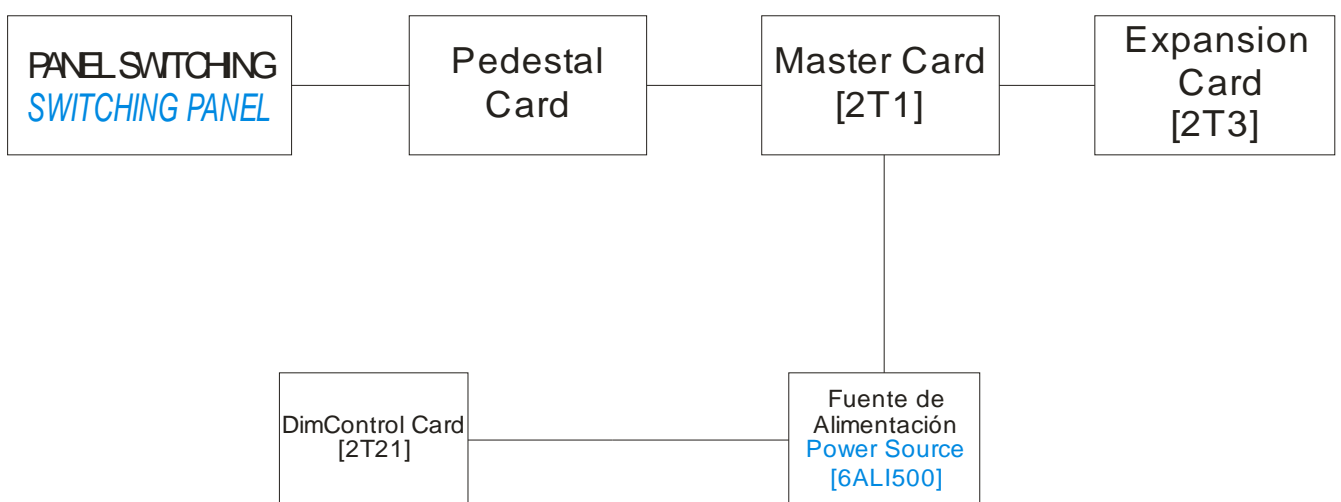 PANEL SWITCHING
SWITCHING PANEL
Pedestal
Card
Master Card
[2T1]
Expansion
Card
[2T3]
DimControl Card
[2T21]
Fuente de
Alimentación
Power Source
[6ALI500]